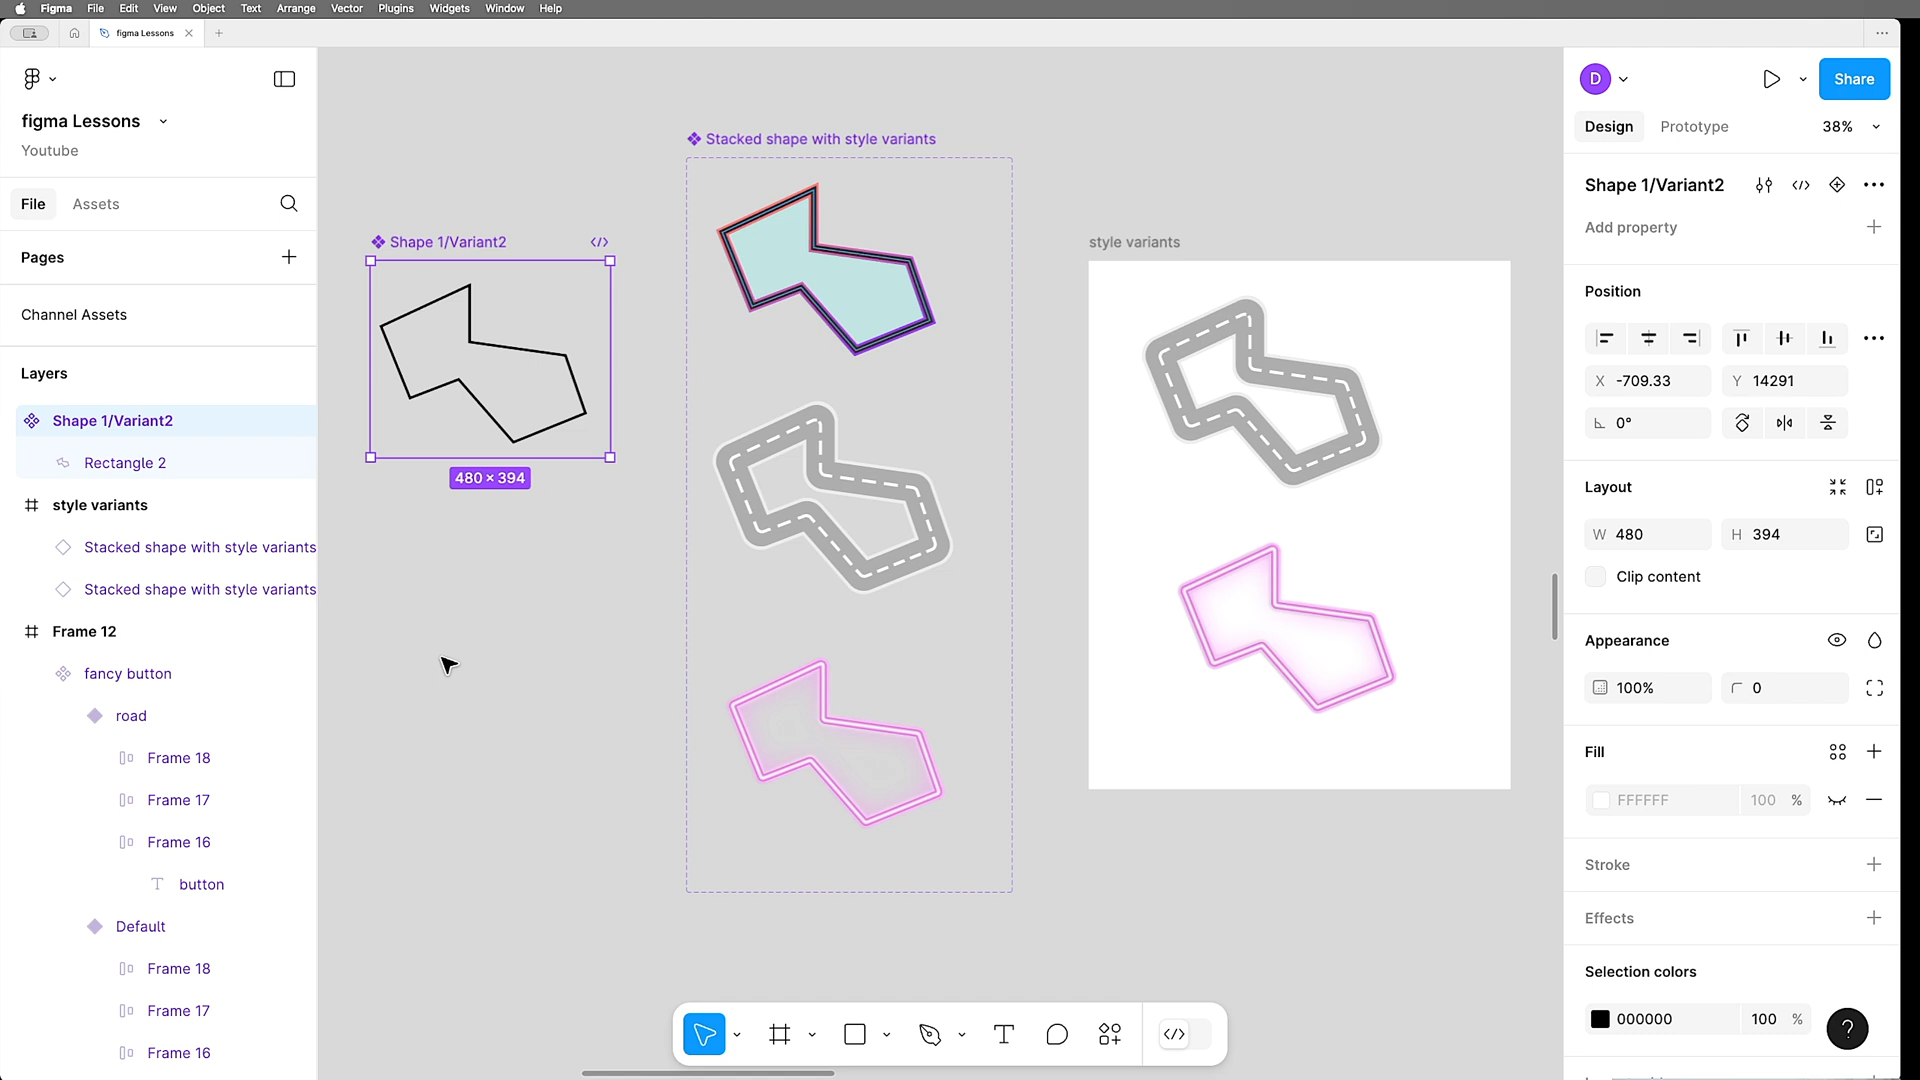 Figma File Edit View Object Text Arrange Vector Plugins Widgets Window Help
figma Lessons
figma Lessons
Youtube
File Assets
Pages
Channel Assets
Layers
Shape 1/Variant2
Rectangle 2
style variants
Stacked shape with style variants
Stacked shape with style variants
Frame 12
fancy button
road
Frame 18
Frame 17
Frame 16
button
Default
Frame 18
Frame 17
Frame 16
Shape 1/Variant2
480 × 394
Stacked shape with style variants
style variants
D
Share
Design Prototype 38%
Shape 1/Variant2
Add property
Position
X -709.33 Y 14291
0°
Layout
W 480 H 394
Clip content
Appearance
100% 0
Fill
FFFFFF 100 %
Stroke
Effects
Selection colors
000000 100 %
?